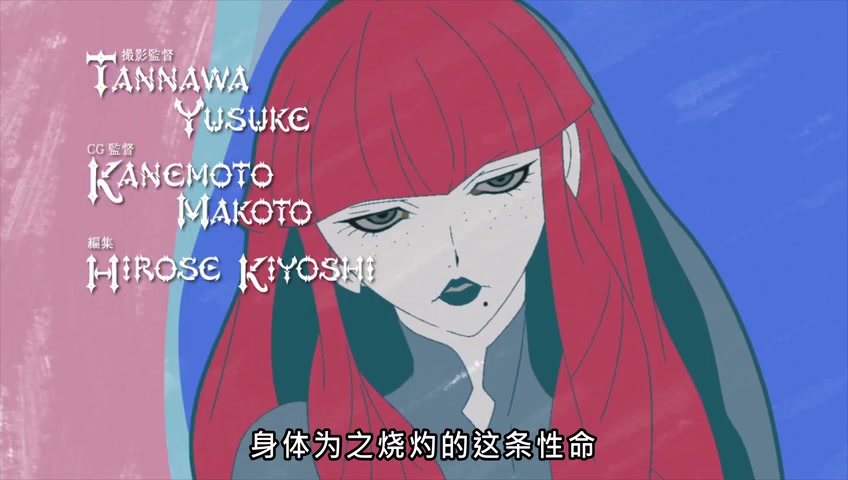 撮影監督
TANNAWA
YUSUKE
CG 監督
KANEMOTO
MAKOTO
編集
HIROSE KIYOSHI
身体为之烧灼的这条性命